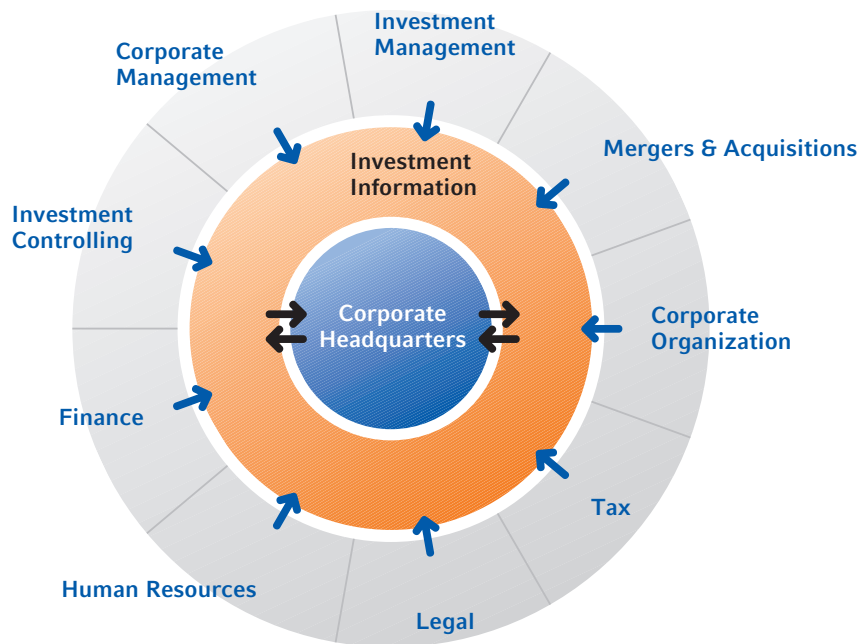 Investment
Management
Corporate
Management
Mergers & Acquisitions
Investment
Information
Investment
Controlling
Corporate
Headquarters
Corporate
Organization
Finance
Tax
Human Resources
Legal